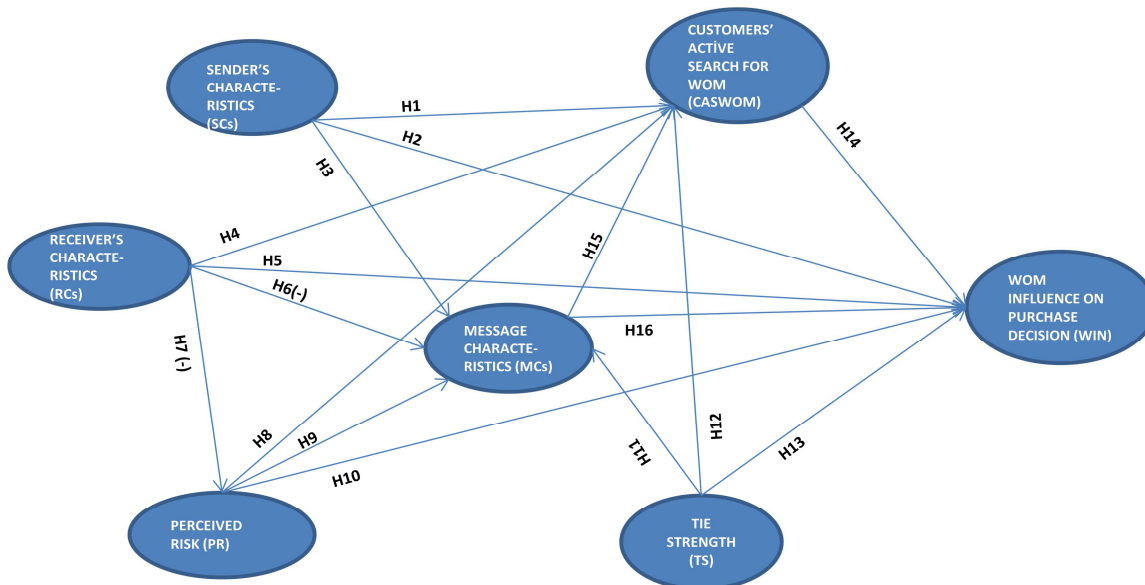 CUSTOMERS'
ACTİVE
SEARCH FOR
WOM
(CASWOM)
SENDER'S
CHARACTE-
RISTICS
(SCs)
H1
H2
H3
H14
RECEIVER'S
CHARACTE-
RISTICS
(RCs)
H4
H5
H6(-)
H15
WOM
INFLUENCE ON
PURCHASE
DECISION (WIN)
MESSAGE
CHARACTE-
RISTICS (MCs)
H16
H7 (-)
H8
H9
H10
H11
H12
H13
PERCEIVED
RISK (PR)
TIE
STRENGTH
(TS)